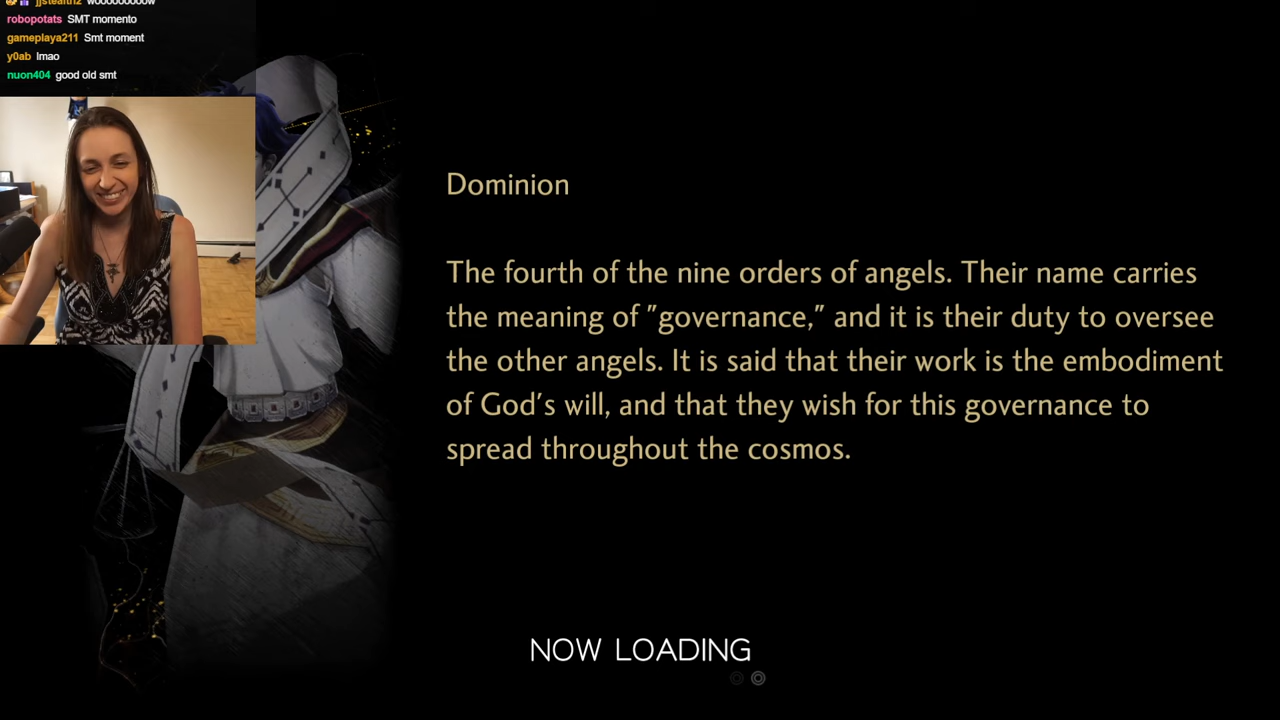 jjstealth2 woooooooow
robopotats SMT momento
gameplaya211 Smt moment
y0ab lmao
nuon404 good old smt
Dominion
The fourth of the nine orders of angels. Their name carries
the meaning of "governance," and it is their duty to oversee
the other angels. It is said that their work is the embodiment
of God's will, and that they wish for this governance to
spread throughout the cosmos.
NOW LOADING